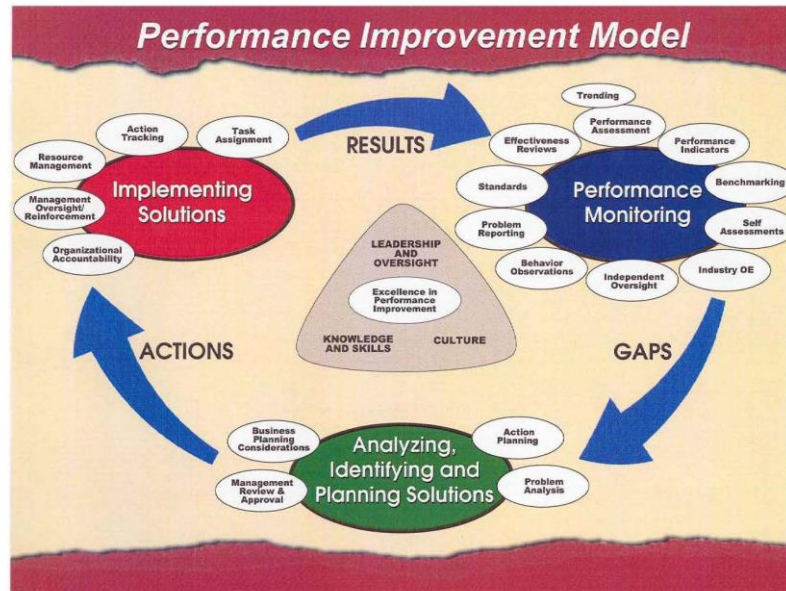 Performance Improvement Model
Trending
Action
Tracking
Task
Assignment
Performance
Assessment
RESULTS
Effectiveness
Reviews
Performance
Indicators
Resource
Management
Implementing
Solutions
Standards
Performance
Monitoring
Benchmarking
Management
Oversight/
Reinforcement
Problem
Reporting
Self
Assessments
Organizational
Accountability
LEADERSHIP
AND
OVERSIGHT
Behavior
Observations
Independent
Oversight
Industry OE
Excellence in
Performance
Improvement
KNOWLEDGE
AND SKILLS
CULTURE
ACTIONS
GAPS
Business
Planning
Considerations
Analyzing,
Identifying and
Planning Solutions
Action
Planning
Management
Review &
Approval
Problem
Analysis